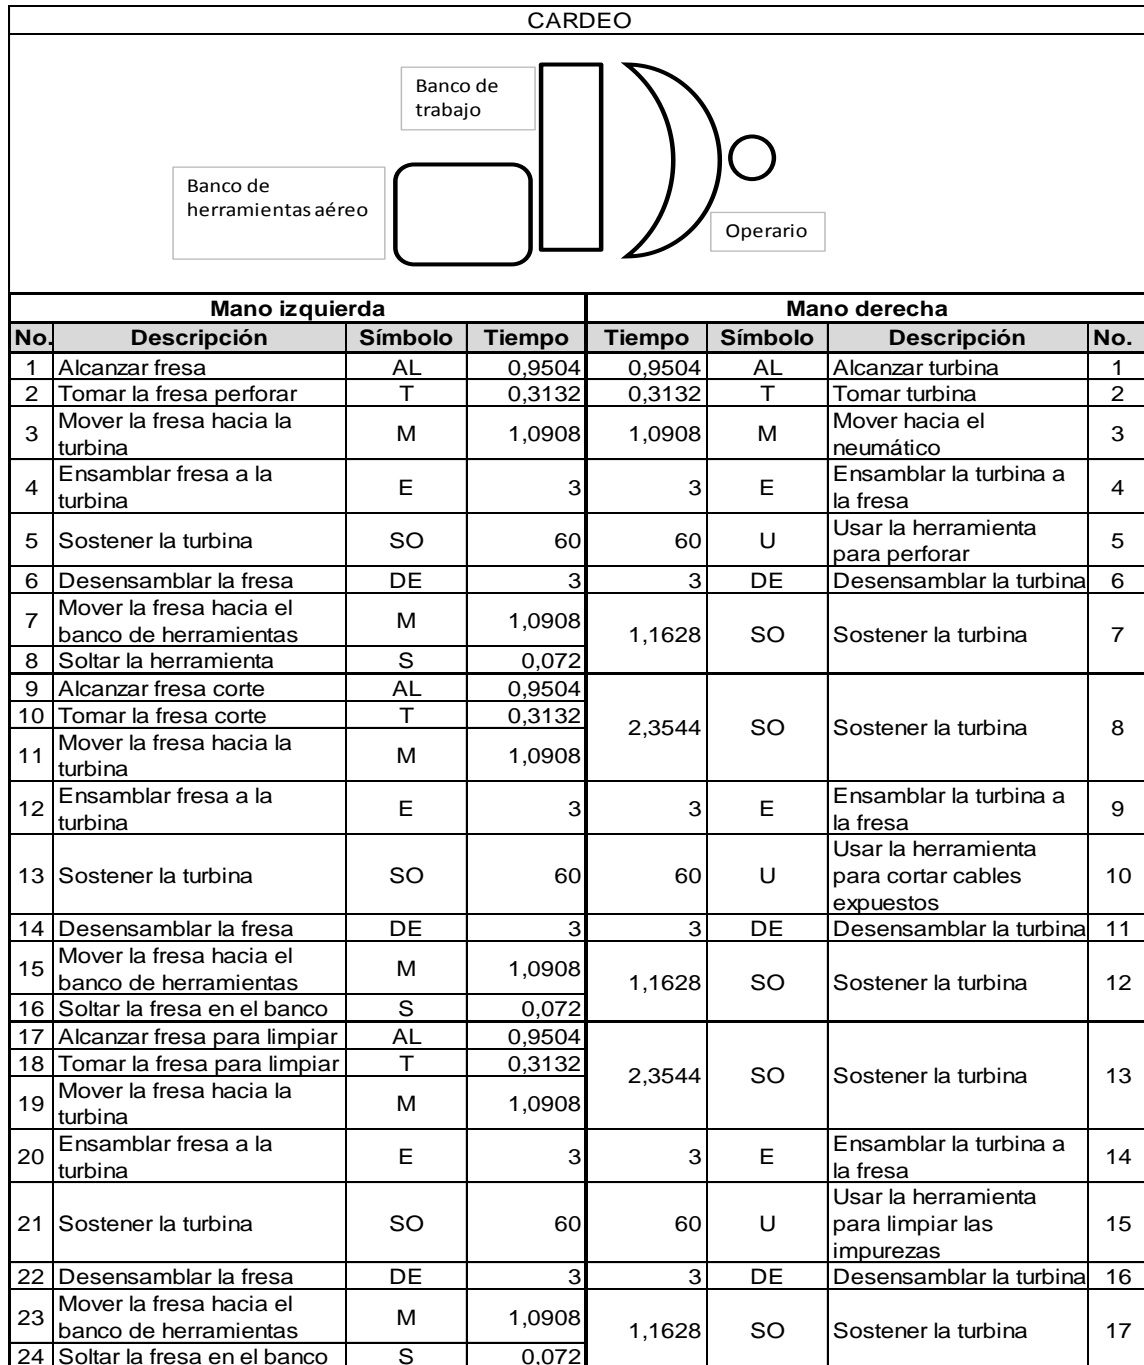 CARDEO
Banco de
trabajo
Banco de
herramientas aéreo
Operario
Mano izquierda Mano derecha
No. Descripción Símbolo Tiempo Tiempo Símbolo Descripción No.
1 Alcanzar fresa AL 0,9504 0,9504 AL Alcanzar turbina 1
2 Tomar la fresa perforar T 0,3132 0,3132 T Tomar turbina 2
3 Mover la fresa hacia la
turbina M 1,0908 1,0908 M Mover hacia el
neumático 3
4 Ensamblar fresa a la
turbina E 3 3 E Ensamblar la turbina a
la fresa 4
5 Sostener la turbina SO 60 60 U Usar la herramienta
para perforar 5
6 Desensamblar la fresa DE 3 3 DE Desensamblar la turbina 6
7 Mover la fresa hacia el
banco de herramientas M 1,0908 1,1628 SO Sostener la turbina 7
8 Soltar la herramienta S 0,072
9 Alcanzar fresa corte AL 0,9504
10 Tomar la fresa corte T 0,3132 2,3544 SO Sostener la turbina 8
11 Mover la fresa hacia la
turbina M 1,0908
12 Ensamblar fresa a la
turbina E 3 3 E Ensamblar la turbina a
la fresa 9
13 Sostener la turbina SO 60 60 U Usar la herramienta
para cortar cables
expuestos 10
14 Desensamblar la fresa DE 3 3 DE Desensamblar la turbina 11
15 Mover la fresa hacia el
banco de herramientas M 1,0908 1,1628 SO Sostener la turbina 12
16 Soltar la fresa en el banco S 0,072
17 Alcanzar fresa para limpiar AL 0,9504
18 Tomar la fresa para limpiar T 0,3132 2,3544 SO Sostener la turbina 13
19 Mover la fresa hacia la
turbina M 1,0908
20 Ensamblar fresa a la
turbina E 3 3 E Ensamblar la turbina a
la fresa 14
21 Sostener la turbina SO 60 60 U Usar la herramienta
para limpiar las
impurezas 15
22 Desensamblar la fresa DE 3 3 DE Desensamblar la turbina 16
23 Mover la fresa hacia el
banco de herramientas M 1,0908 1,1628 SO Sostener la turbina 17
24 Soltar la fresa en el banco S 0,072